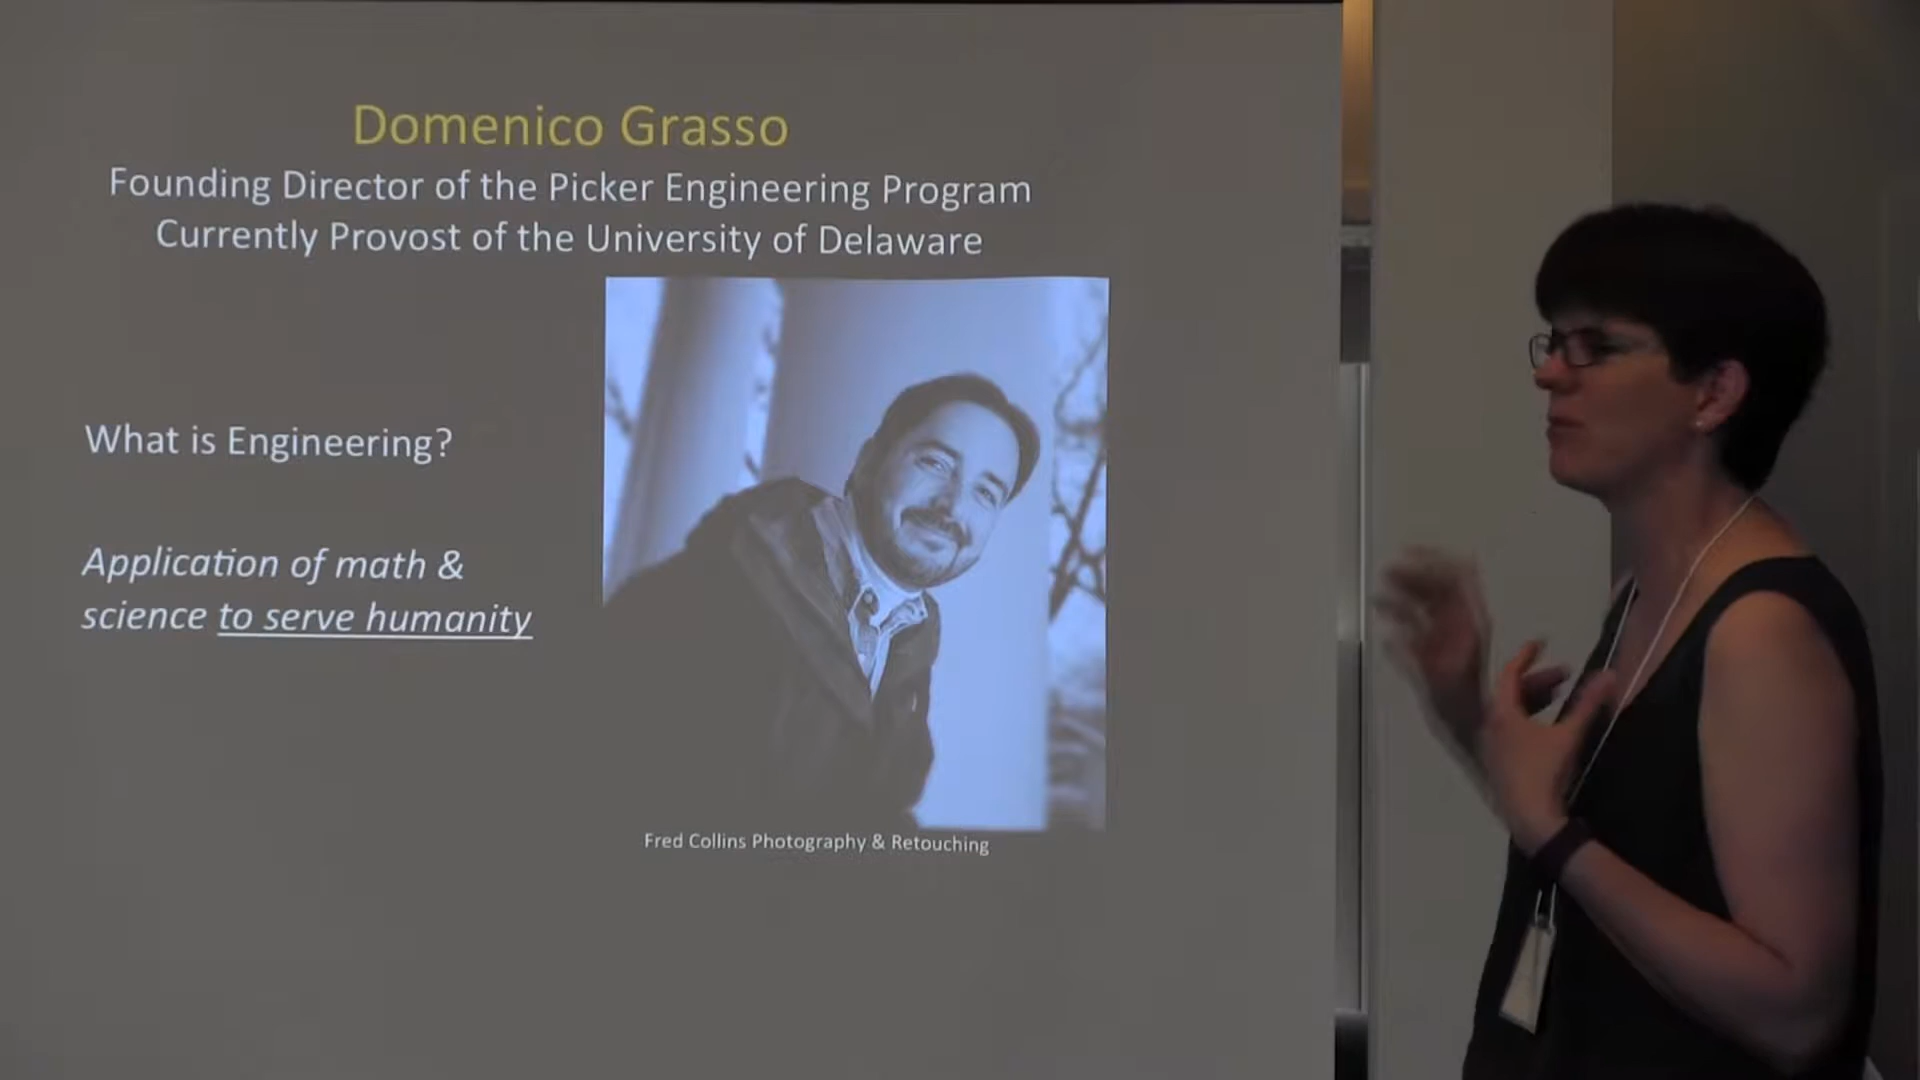 Domenico Grasso
Founding Director of the Picker Engineering Program
Currently Provost of the University of Delaware
What is Engineering?
Application of math &
science to serve humanity
Fred Collins Photography & Retouching